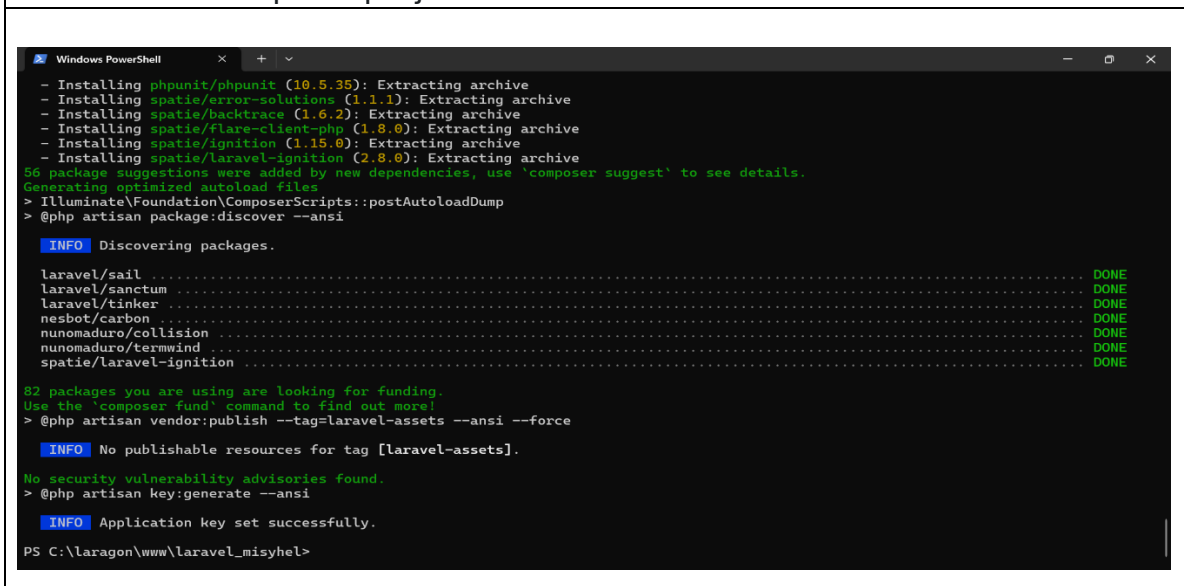 Windows PowerShell
- Installing phpunit/phpunit (10.5.35): Extracting archive
- Installing spatie/error-solutions (1.1.1): Extracting archive
- Installing spatie/backtrace (1.6.2): Extracting archive
- Installing spatie/flare-client-php (1.8.0): Extracting archive
- Installing spatie/ignition (1.15.0): Extracting archive
- Installing spatie/laravel-ignition (2.8.0): Extracting archive
56 package suggestions were added by new dependencies, use `composer suggest` to see details.
Generating optimized autoload files
> Illuminate\Foundation\ComposerScripts::postAutoloadDump
> @php artisan package:discover --ansi
INFO Discovering packages.
laravel/sail ........ DONE
laravel/sanctum ........ DONE
laravel/tinker ........ DONE
nesbot/carbon ........ DONE
nunomaduro/collision ........ DONE
nunomaduro/termwind ........ DONE
spatie/laravel-ignition ........ DONE
82 packages you are using are looking for funding.
Use the `composer fund` command to find out more!
> @php artisan vendor:publish --tag=laravel-assets --ansi --force
INFO No publishable resources for tag [laravel-assets].
No security vulnerability advisories found.
> @php artisan key:generate --ansi
INFO Application key set successfully.
PS C:\laragon\www\laravel_misyhel>